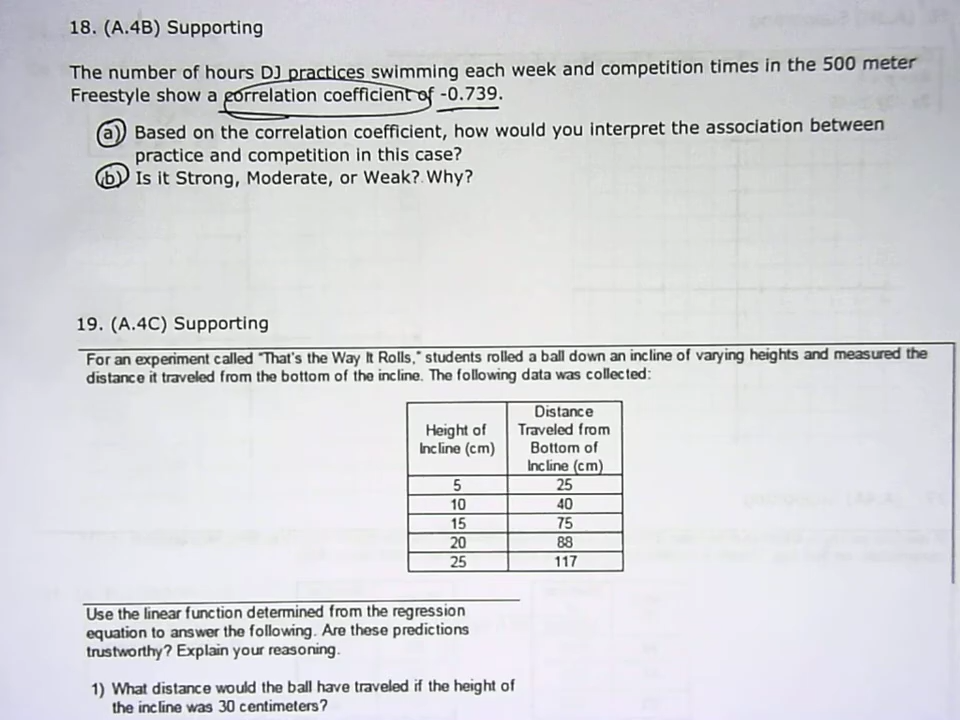 18. (A.4B) Supporting
The number of hours DJ practices swimming each week and competition times in the 500 meter
Freestyle show a correlation coefficient of -0.739.
a) Based on the correlation coefficient, how would you interpret the association between
practice and competition in this case?
b) Is it Strong, Moderate, or Weak? Why?
19. (A.4C) Supporting
For an experiment called "That's the Way It Rolls," students rolled a ball down an incline of varying heights and measured the
distance it traveled from the bottom of the incline. The following data was collected:
Height of
Incline (cm)
Distance
Traveled from
Bottom of
Incline (cm)
5 25
10 40
15 75
20 88
25 117
Use the linear function determined from the regression
equation to answer the following. Are these predictions
trustworthy? Explain your reasoning.
1) What distance would the ball have traveled if the height of
the incline was 30 centimeters?